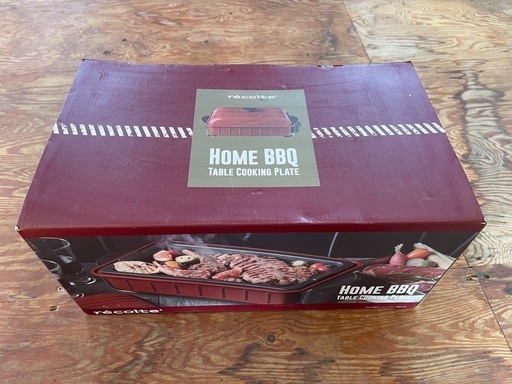 récolte
HOME BBQ
TABLE COOKING PLATE
HOME BBQ
TABLE COOKING PLATE
récolte